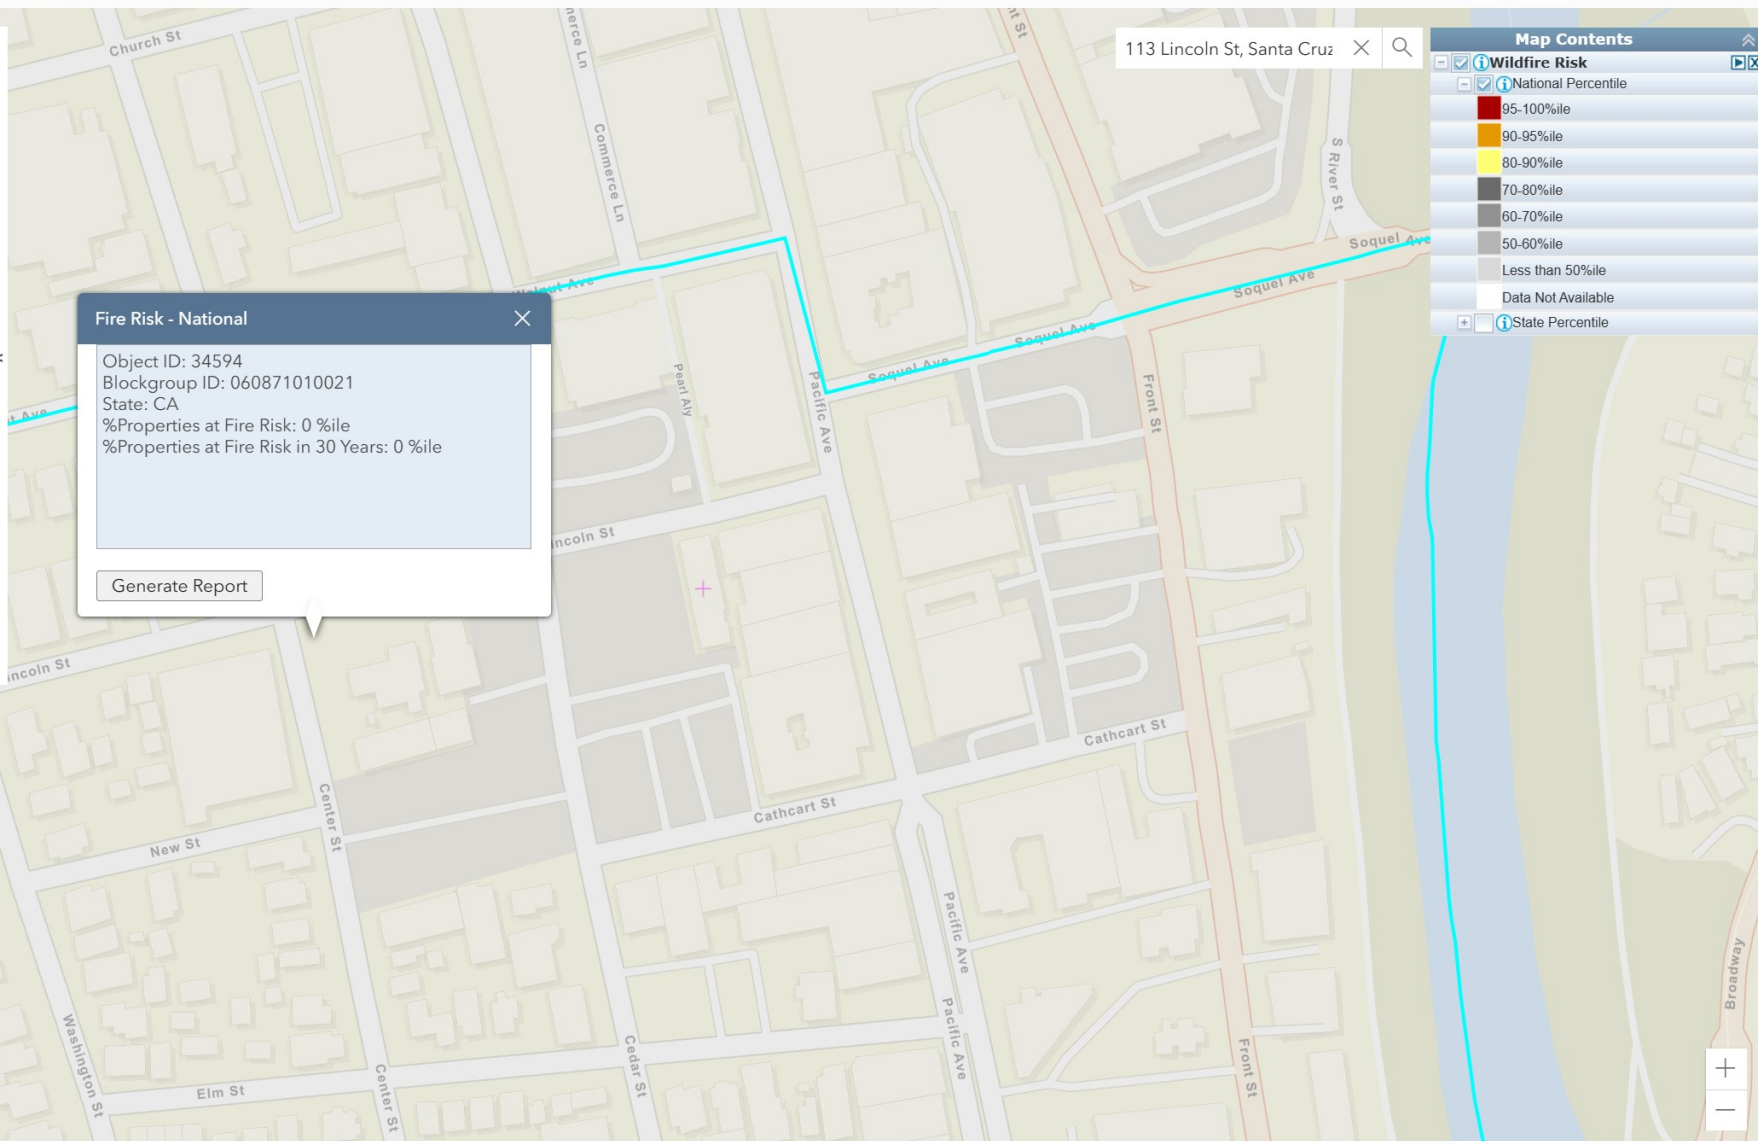 Church St
Commerce Ln
S River St
113 Lincoln St, Santa Cruz
Map Contents
Wildfire Risk
National Percentile
95-100%ile
90-95%ile
80-90%ile
70-80%ile
60-70%ile
50-60%ile
Less than 50%ile
Data Not Available
State Percentile
Soquel Ave
Soquel Ave
Soquel Ave
Soquel Ave
Walnut Ave
Fire Risk - National
Object ID: 34594
Blockgroup ID: 060871010021
State: CA
%Properties at Fire Risk: 0 %ile
%Properties at Fire Risk in 30 Years: 0 %ile
Generate Report
Pearl Aly
Pacific Ave
Front St
ncoln St
ncoln St
Cathcart St
Cathcart St
New St
Center St
Pacific Ave
Broadway
Washington St
Elm St
Center St
Cedar St
Pacific Ave
Front St